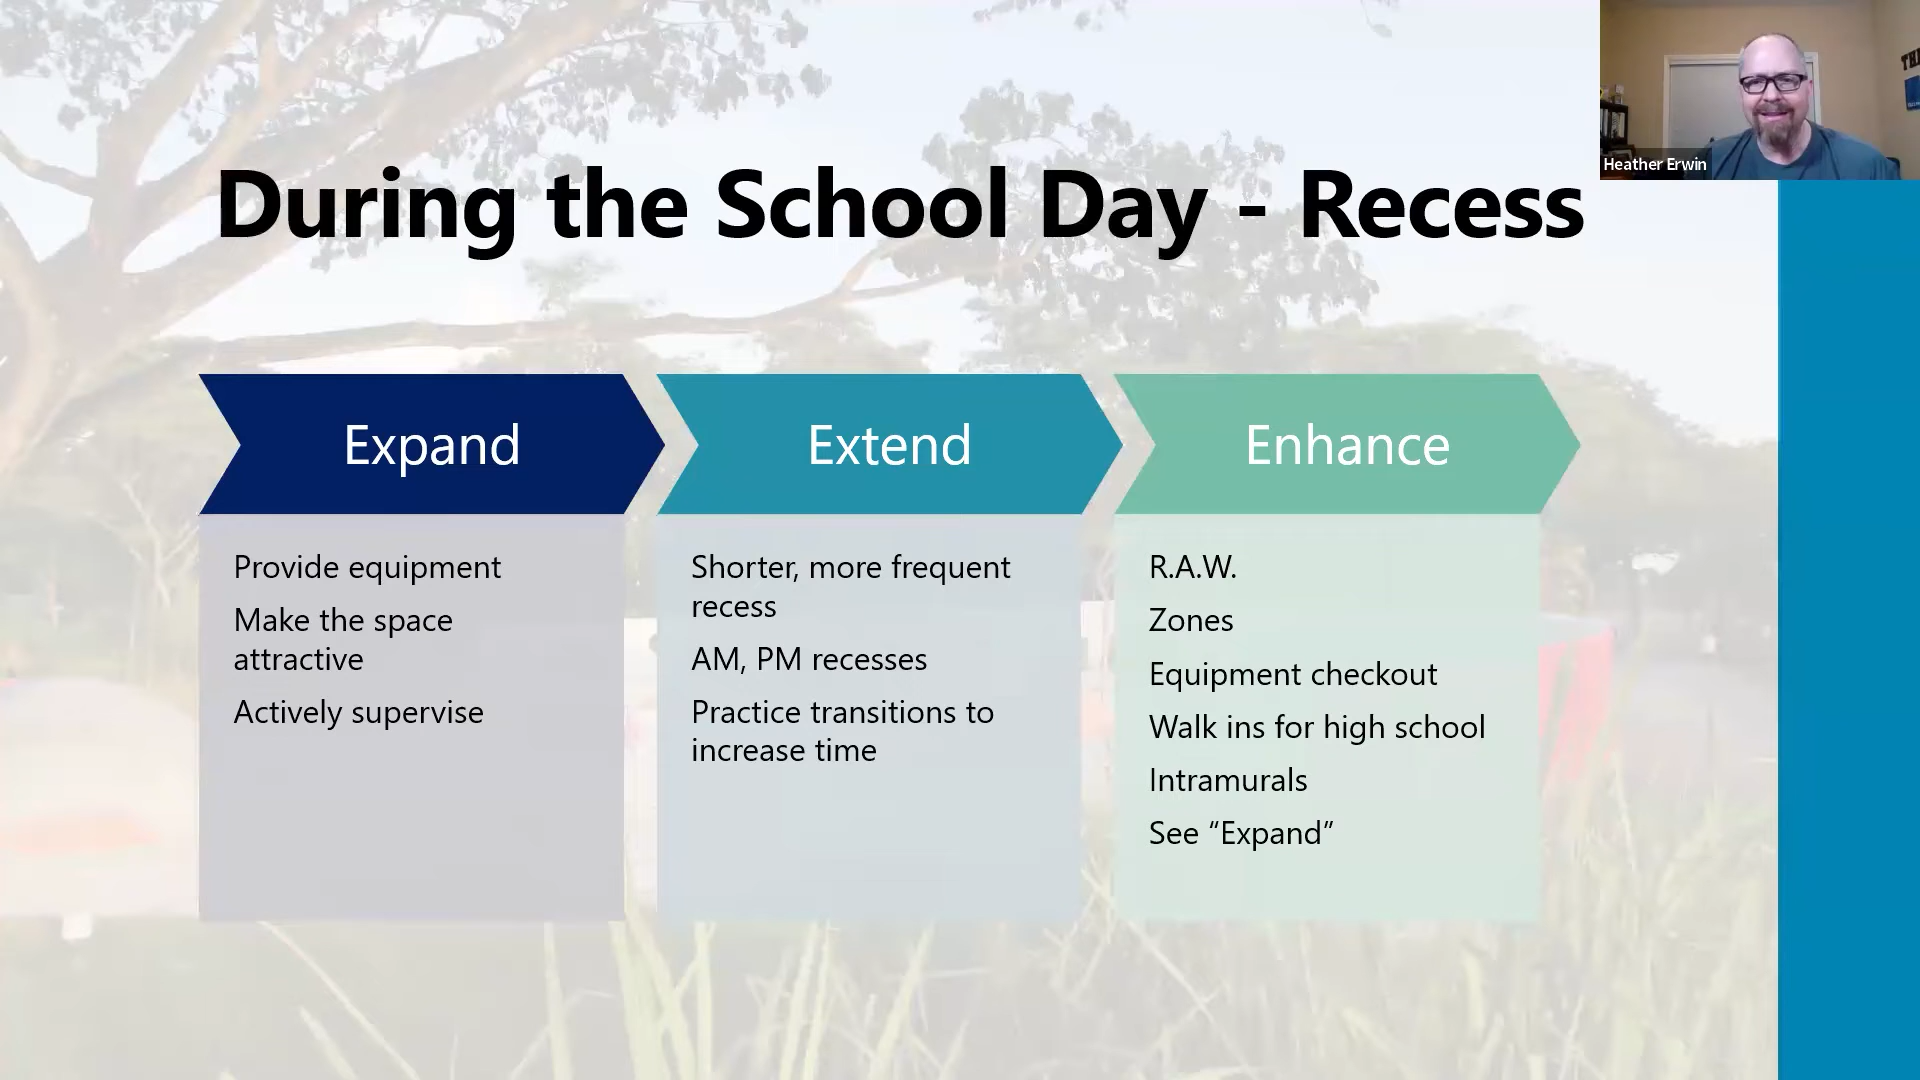 During the School Day - Recess
Heather Erwin
Expand
Provide equipment
Make the space
attractive
Actively supervise
Extend
Shorter, more frequent
recess
AM, PM recesses
Practice transitions to
increase time
Enhance
R.A.W.
Zones
Equipment checkout
Walk ins for high school
Intramurals
See “Expand”